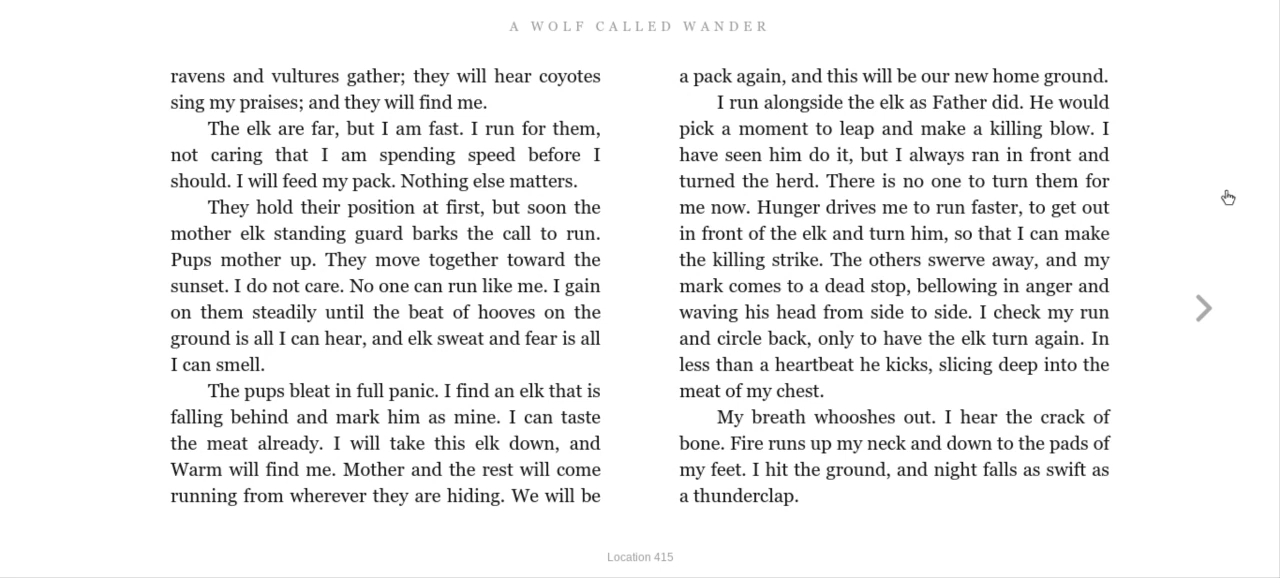 A WOLF CALLED WANDER
ravens and vultures gather; they will hear coyotes
sing my praises; and they will find me.
The elk are far, but I am fast. I run for them,
not caring that I am spending speed before I
should. I will feed my pack. Nothing else matters.
They hold their position at first, but soon the
mother elk standing guard barks the call to run.
Pups mother up. They move together toward the
sunset. I do not care. No one can run like me. I gain
on them steadily until the beat of hooves on the
ground is all I can hear, and elk sweat and fear is all
I can smell.
The pups bleat in full panic. I find an elk that is
falling behind and mark him as mine. I can taste
the meat already. I will take this elk down, and
Warm will find me. Mother and the rest will come
running from wherever they are hiding. We will be
a pack again, and this will be our new home ground.
I run alongside the elk as Father did. He would
pick a moment to leap and make a killing blow. I
have seen him do it, but I always ran in front and
turned the herd. There is no one to turn them for
me now. Hunger drives me to run faster, to get out
in front of the elk and turn him, so that I can make
the killing strike. The others swerve away, and my
mark comes to a dead stop, bellowing in anger and
waving his head from side to side. I check my run
and circle back, only to have the elk turn again. In
less than a heartbeat he kicks, slicing deep into the
meat of my chest.
My breath whooshes out. I hear the crack of
bone. Fire runs up my neck and down to the pads of
my feet. I hit the ground, and night falls as swift as
a thunderclap.
Location 415